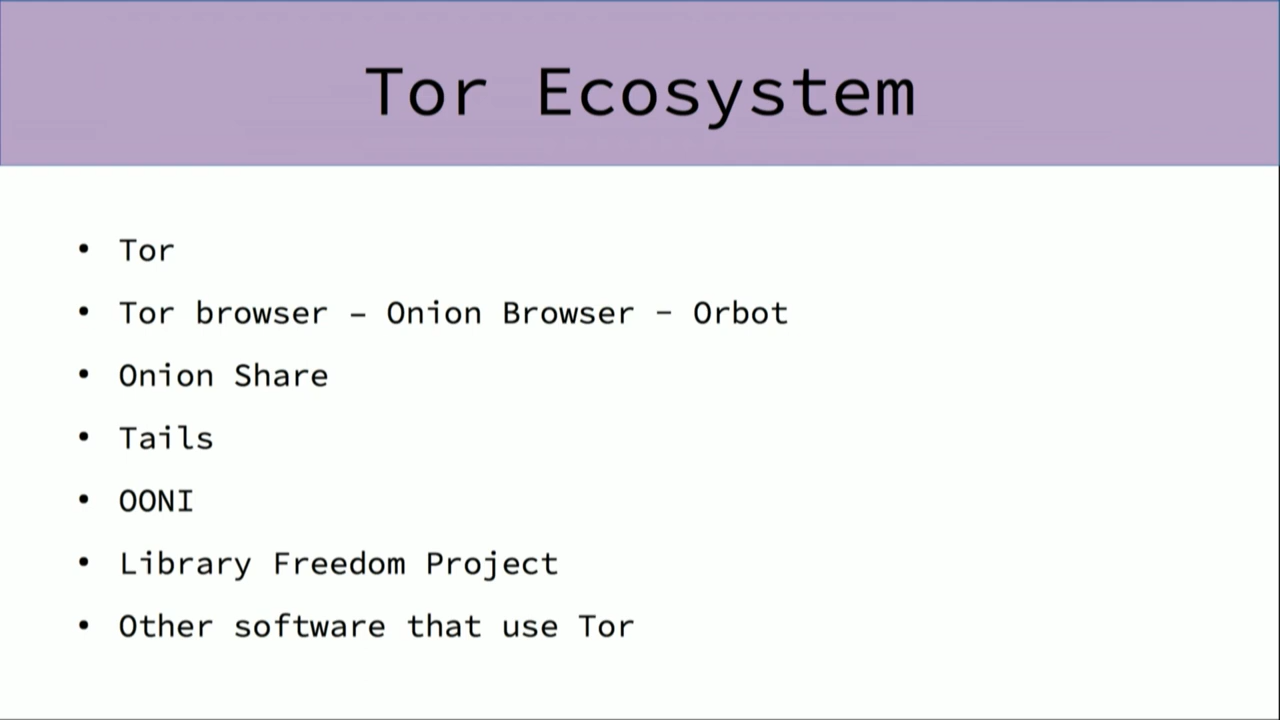 Tor Ecosystem
• Tor
• Tor browser – Onion Browser – Orbot
• Onion Share
• Tails
• OONI
• Library Freedom Project
• Other software that use Tor